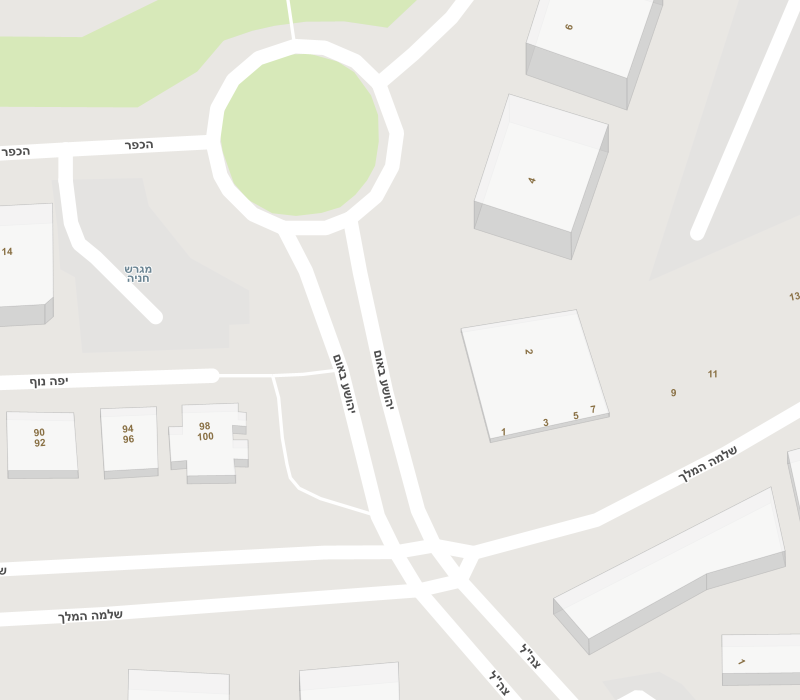 6
הכפר
הכפר
4
14
מגרש
חניה
13
2
יהושע באום
יהושע באום
11
יפה נוף
9
7
5
3
1
90
92
94
96
98
100
שלמה המלך
ש
שלמה המלך
צה"ל
צה"ל
1